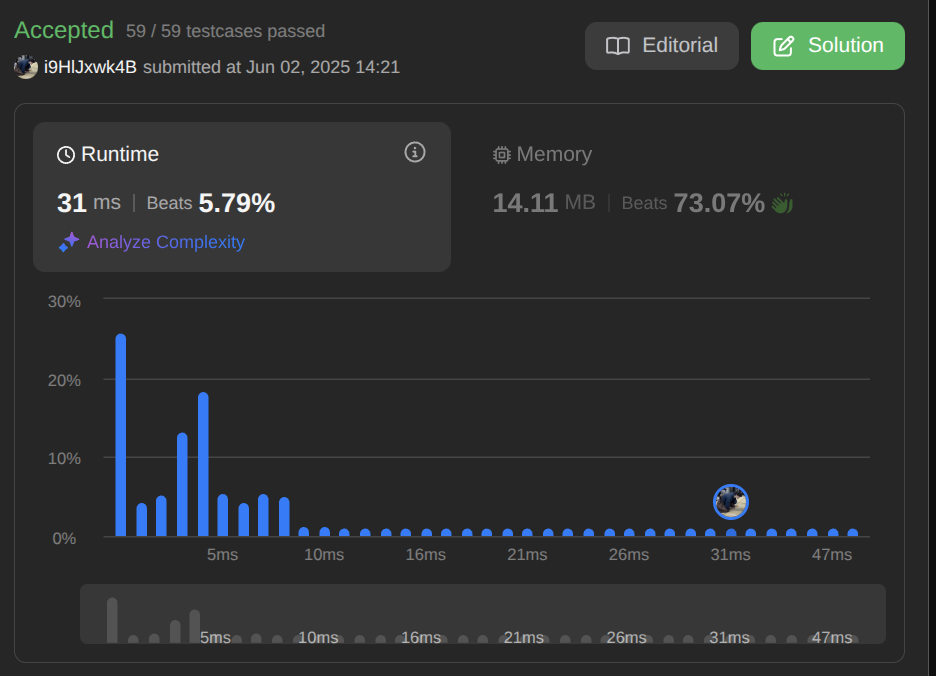 Accepted 59 / 59 testcases passed
Editorial
Solution
i9HlJxwk4B submitted at Jun 02, 2025 14:21
Runtime
31 ms | Beats 5.79%
Analyze Complexity
Memory
14.11 MB | Beats 73.07%
30%
20%
10%
0%
5ms 10ms 16ms 21ms 26ms 31ms 47ms
5ms 10ms 16ms 21ms 26ms 31ms 47ms